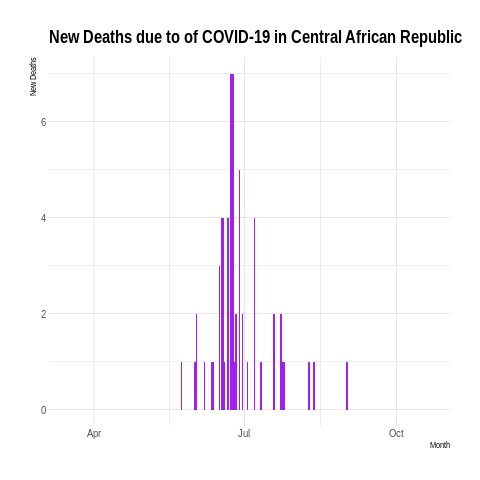 New Deaths due to of COVID-19 in Central African Republic
New Deaths
6
4
2
0
Apr
Jul
Oct
Month